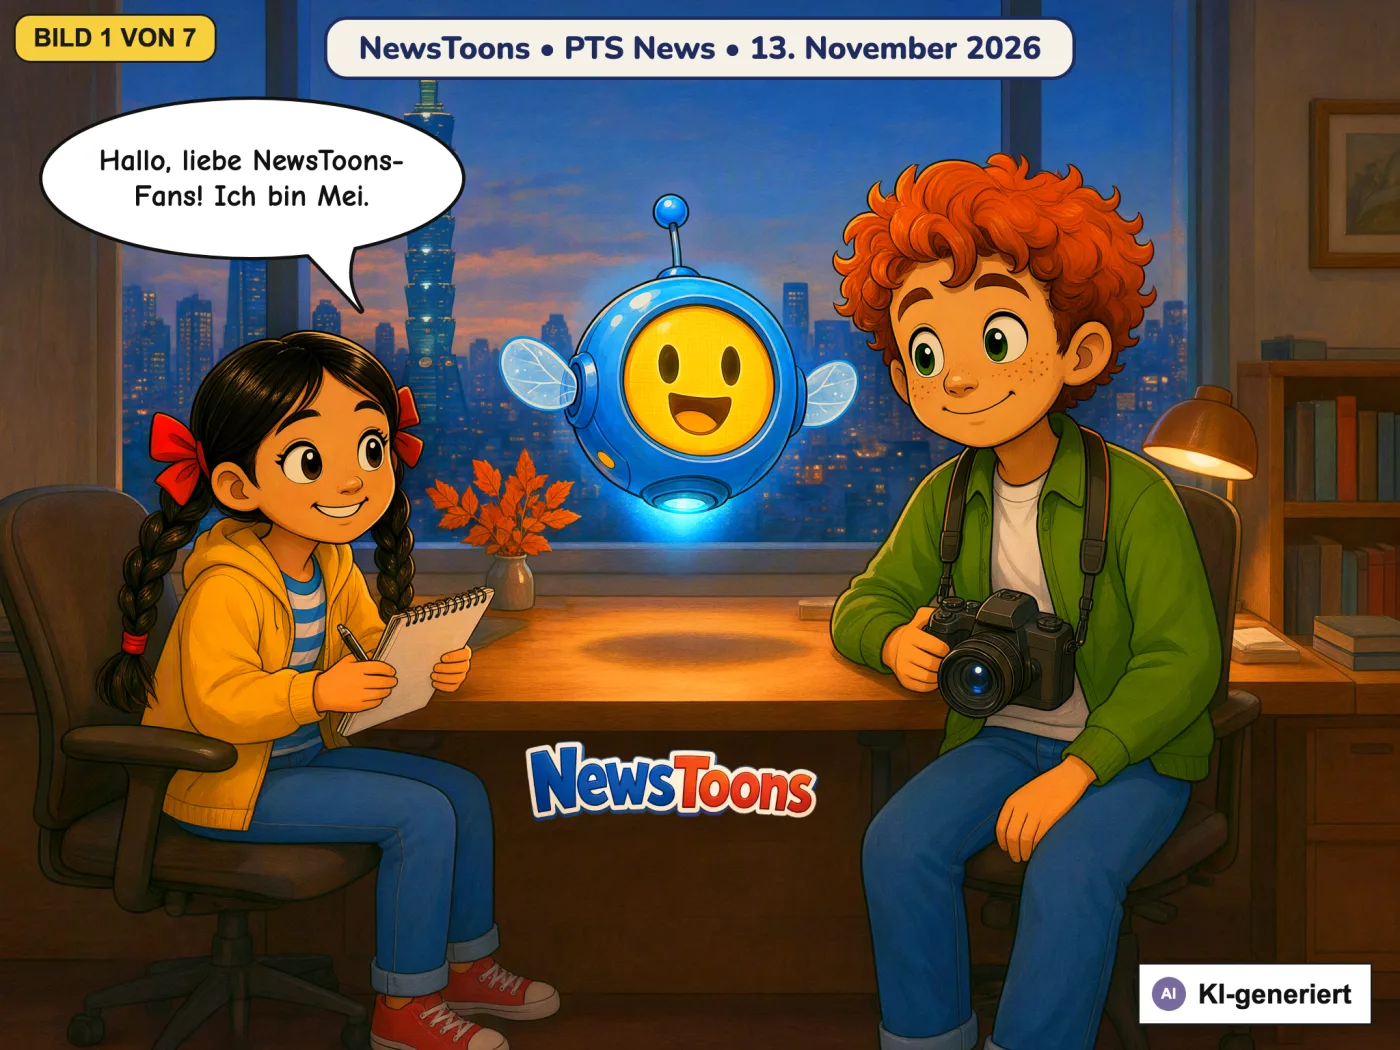 BILD 1 VON 7
NewsToons • PTS News • 13. November 2026
Hallo, liebe NewsToons-
Fans! Ich bin Mei.
NewsToons
AI KI-generiert